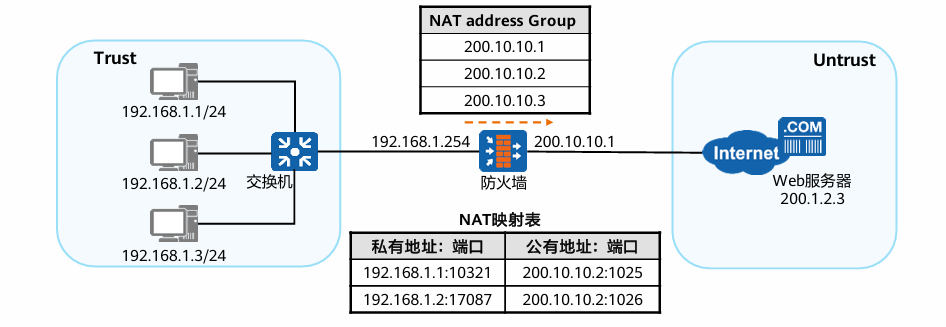 NAT address Group
200.10.10.1
200.10.10.2
200.10.10.3
Trust
192.168.1.1/24
192.168.1.2/24
192.168.1.3/24
交换机
192.168.1.254
200.10.10.1
防火墙
Untrust
.COM
Internet
Web服务器
200.1.2.3
NAT映射表
私有地址：端口 公有地址：端口
192.168.1.1:10321 200.10.10.2:1025
192.168.1.2:17087 200.10.10.2:1026